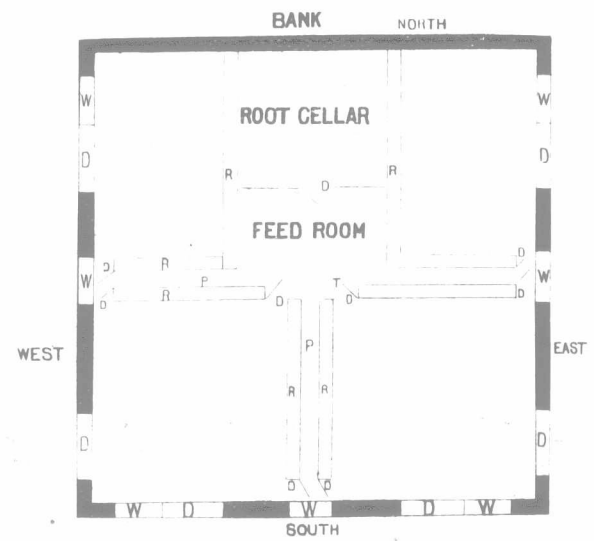 BANK NORTH
W W
ROOT CELLAR
D D
R D R
FEED ROOM
D R D
W P T W
D R D D D
WEST EAST
P
R R
D D
D D
W D W D W
SOUTH